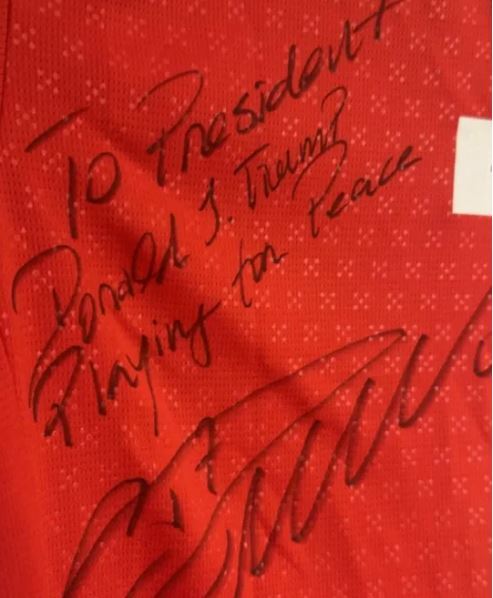 To President
Donald J. Trump
Playing for Peace